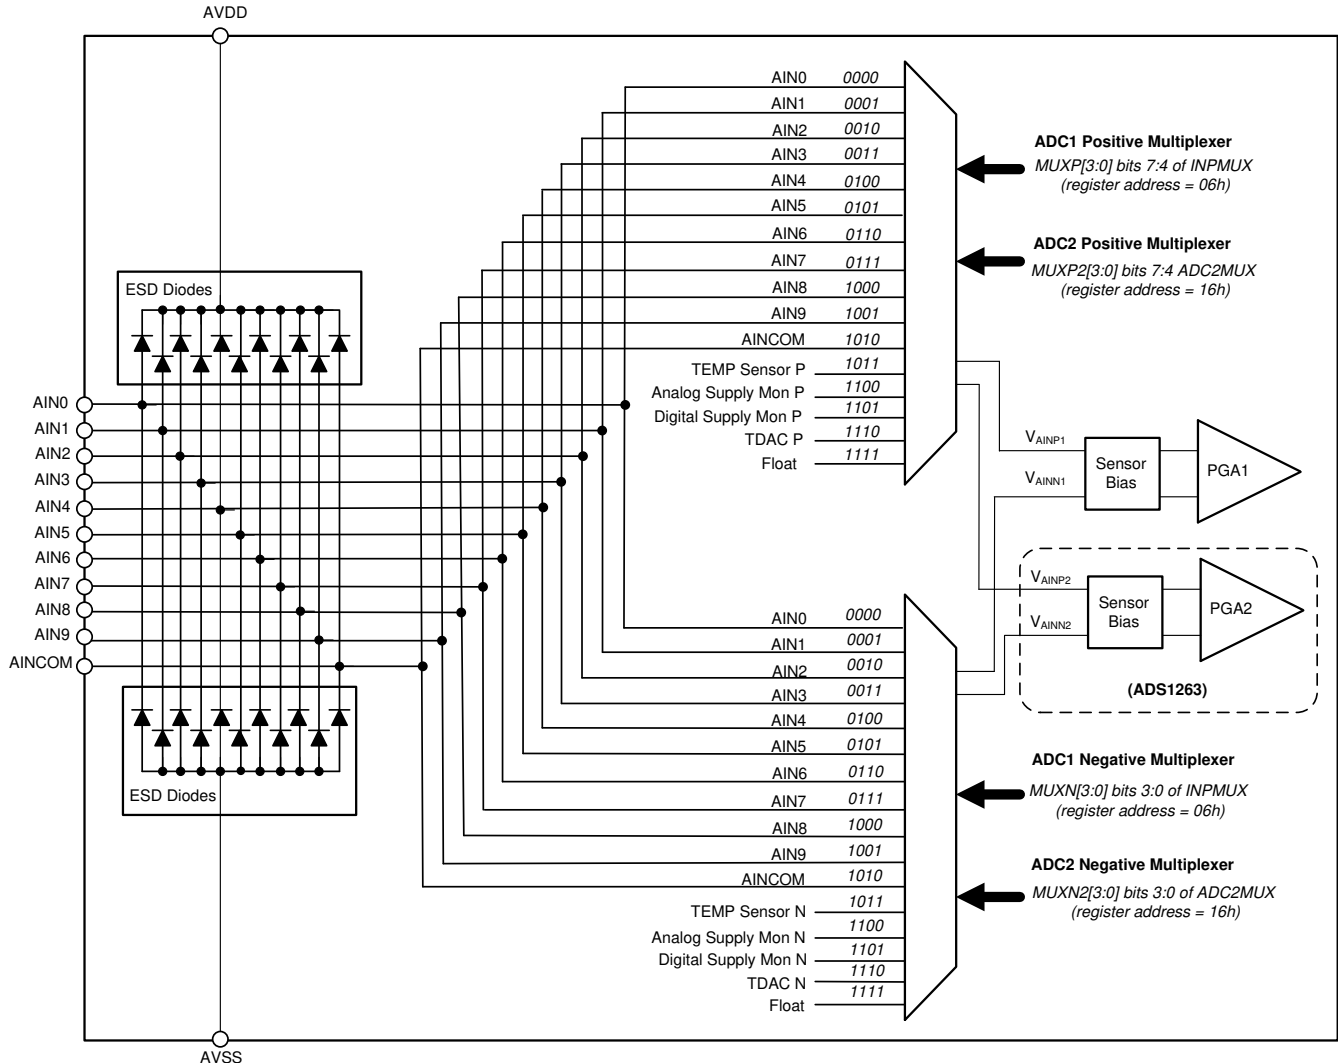 AVDD
AIN0 0000
AIN1 0001
AIN2 0010
AIN3 0011
AIN4 0100
AIN5 0101
AIN6 0110
AIN7 0111
AIN8 1000
AIN9 1001
AINCOM 1010
TEMP Sensor P 1011
Analog Supply Mon P 1100
Digital Supply Mon P 1101
TDAC P 1110
Float 1111
ADC1 Positive Multiplexer
MUXP[3:0] bits 7:4 of INPMUX
(register address = 06h)
ADC2 Positive Multiplexer
MUXP2[3:0] bits 7:4 ADC2MUX
(register address = 16h)
ESD Diodes
AIN0
AIN1
AIN2
AIN3
AIN4
AIN5
AIN6
AIN7
AIN8
AIN9
AINCOM
ESD Diodes
VAINP1
VAINN1
Sensor
Bias
PGA1
VAINP2
VAINN2
Sensor
Bias
PGA2
(ADS1263)
AIN0 0000
AIN1 0001
AIN2 0010
AIN3 0011
AIN4 0100
AIN5 0101
AIN6 0110
AIN7 0111
AIN8 1000
AIN9 1001
AINCOM 1010
TEMP Sensor N 1011
Analog Supply Mon N 1100
Digital Supply Mon N 1101
TDAC N 1110
Float 1111
ADC1 Negative Multiplexer
MUXN[3:0] bits 3:0 of INPMUX
(register address = 06h)
ADC2 Negative Multiplexer
MUXN2[3:0] bits 3:0 of ADC2MUX
(register address = 16h)
AVSS